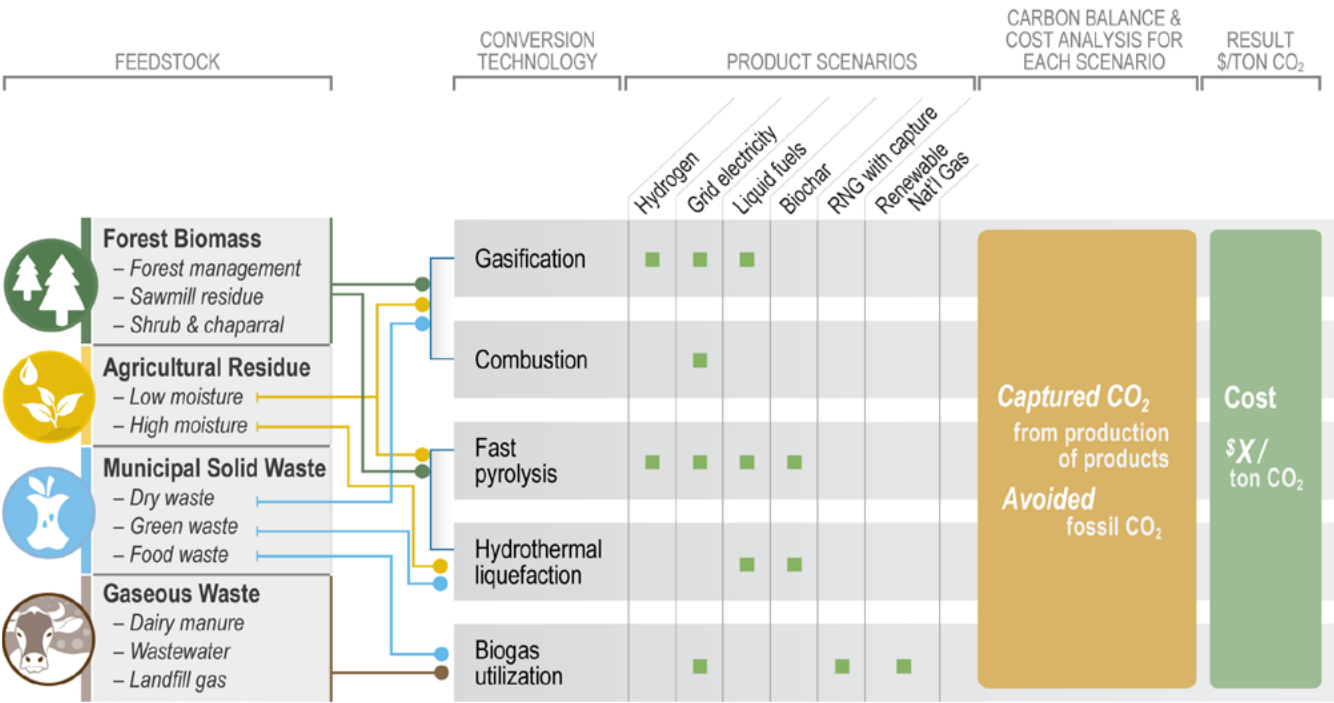 FEEDSTOCK
CONVERSION
TECHNOLOGY
PRODUCT SCENARIOS
CARBON BALANCE &
COST ANALYSIS FOR
EACH SCENARIO
RESULT
$/TON CO₂
Hydrogen
Grid electricity
Liquid fuels
Biochar
RNG with capture
Renewable
Nat'l Gas
Forest Biomass
– Forest management
– Sawmill residue
– Shrub & chaparral
Agricultural Residue
– Low moisture
– High moisture
Municipal Solid Waste
– Dry waste
– Green waste
– Food waste
Gaseous Waste
– Dairy manure
– Wastewater
– Landfill gas
Gasification
Combustion
Fast
pyrolysis
Hydrothermal
liquefaction
Biogas
utilization
Captured CO₂
from production
of products
Avoided
fossil CO₂
Cost
$X/
ton CO₂